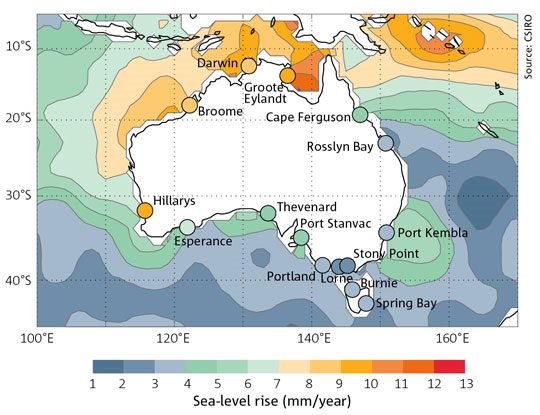 Source: CSIRO
10°S
20°S
30°S
40°S
Darwin
Groote
Eylandt
Broome
Cape Ferguson
Rosslyn Bay
Hillarys
Thevenard
Port Stanvac
Port Kembla
Esperance
Stony Point
Portland Lorne
Burnie
Spring Bay
100°E 120°E 140°E 160°E
1 2 3 4 5 6 7 8 9 10 11 12 13
Sea-level rise (mm/year)